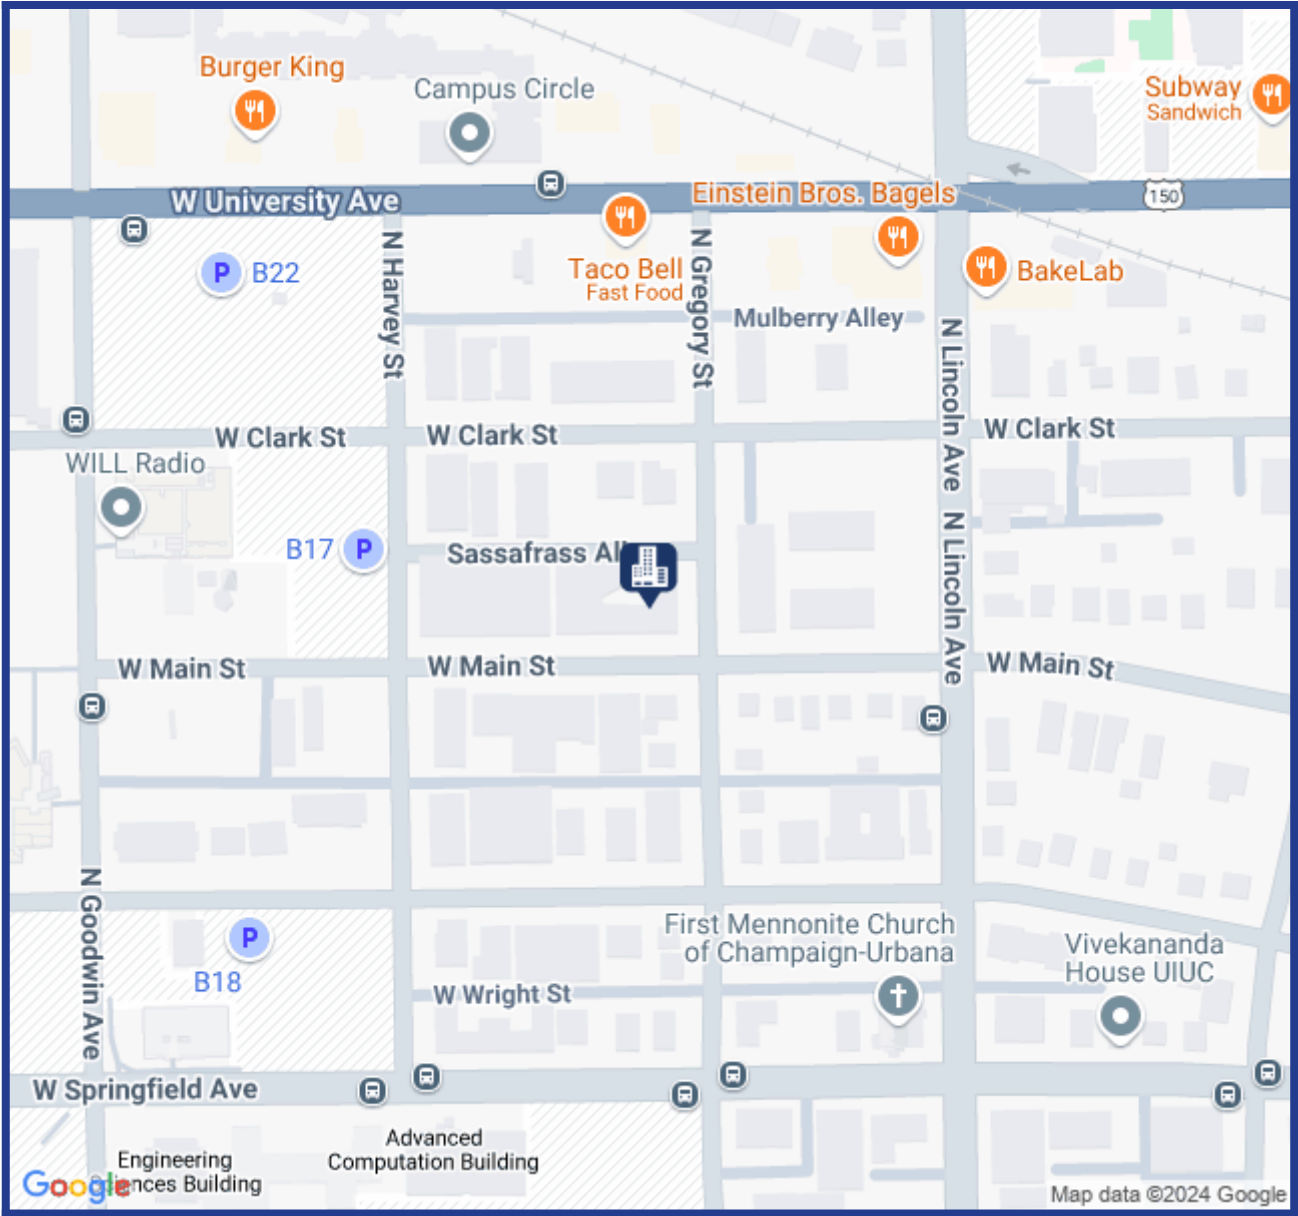 Burger King
Campus Circle
Subway
Sandwich
W University Ave
Einstein Bros. Bagels
150
P B22
N Harvey St
Taco Bell
Fast Food
N Gregory St
BakeLab
Mulberry Alley
N Lincoln Ave
W Clark St
W Clark St
W Clark St
WILL Radio
B17 P
Sassafrass
N Lincoln Ave
W Main St
W Main St
W Main St
N Goodwin Ave
P
B18
First Mennonite Church
of Champaign-Urbana
Vivekananda
House UIUC
W Wright St
W Springfield Ave
Advanced
Computation Building
Engineering
Building
Google
Map data ©2024 Google